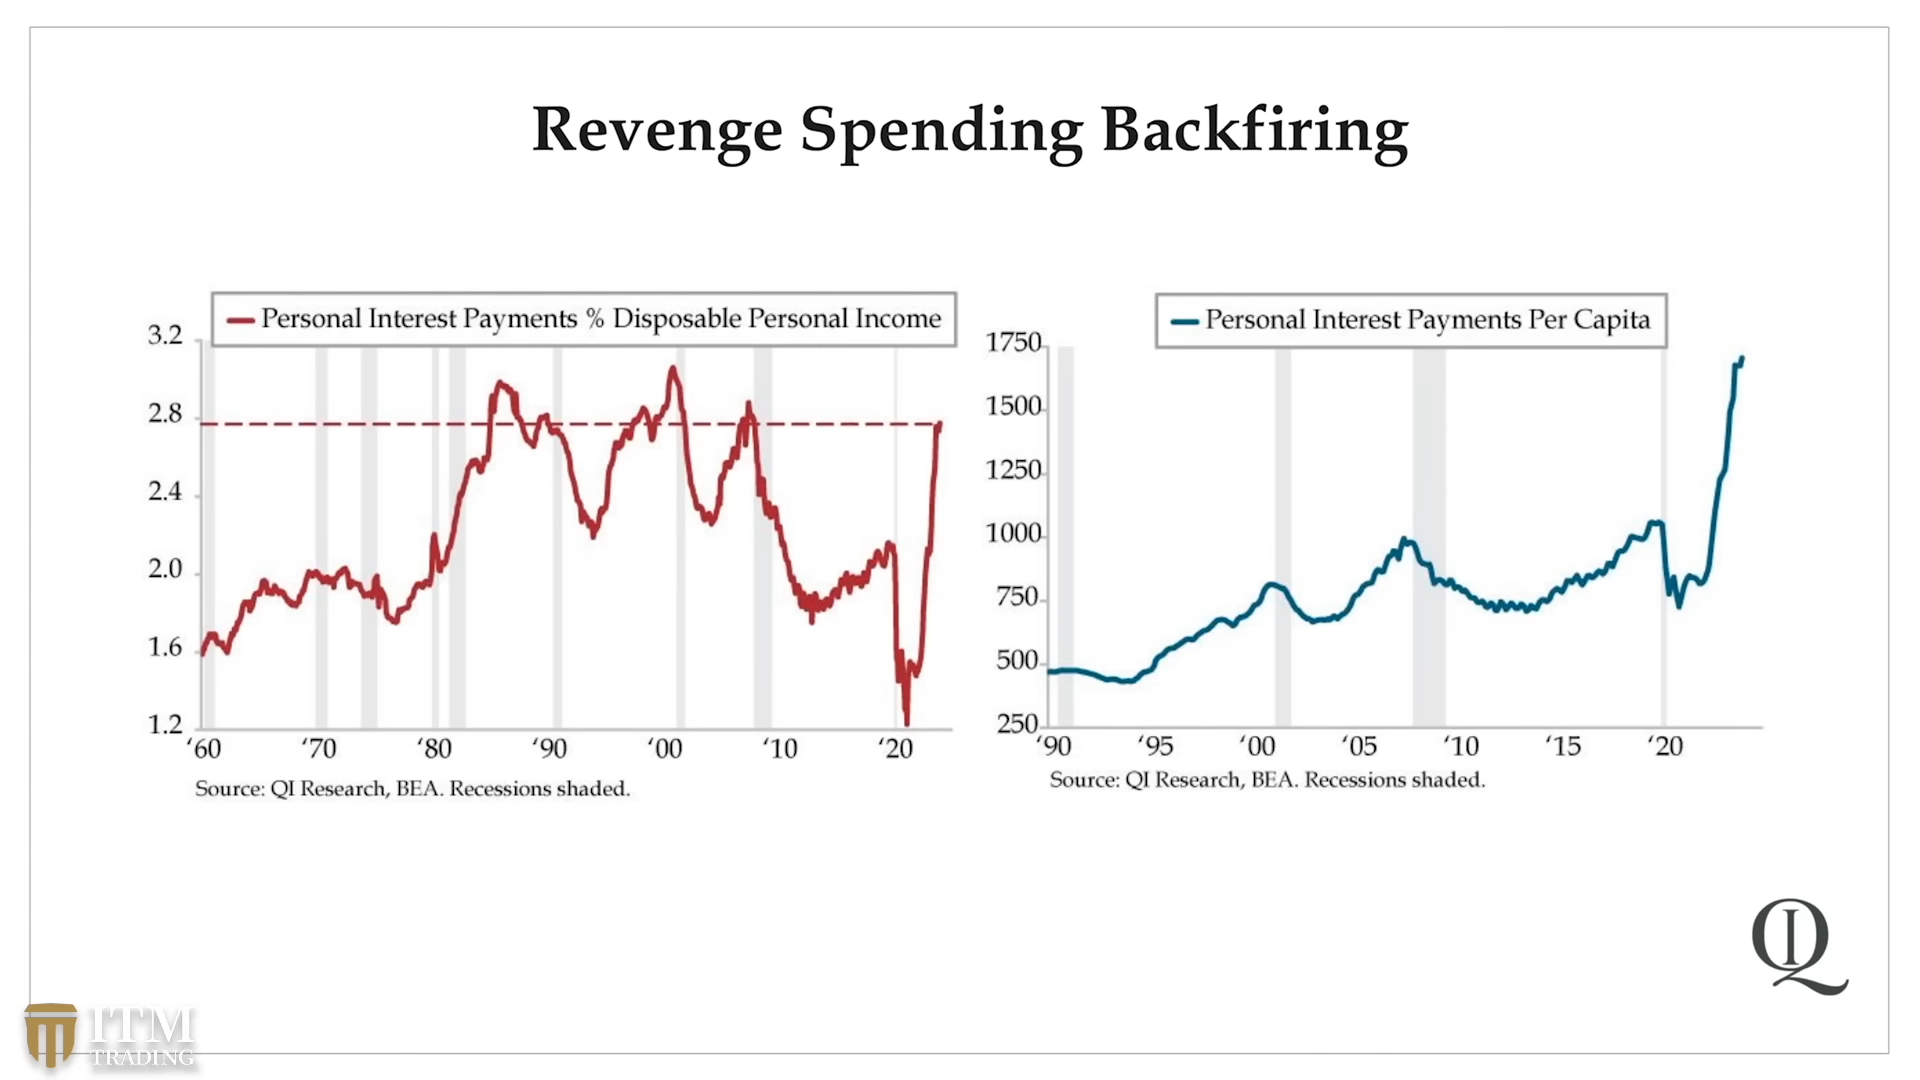 Revenge Spending Backfiring
Personal Interest Payments % Disposable Personal Income
3.2
2.8
2.4
2.0
1.6
1.2
‘60 ‘70 ‘80 ‘90 ‘00 ‘10 ‘20
Source: QI Research, BEA. Recessions shaded.
Personal Interest Payments Per Capita
1750
1500
1250
1000
750
500
250
‘90 ‘95 ‘00 ‘05 ‘10 ‘15 ‘20
Source: QI Research, BEA. Recessions shaded.
QI
ITM
TRADING